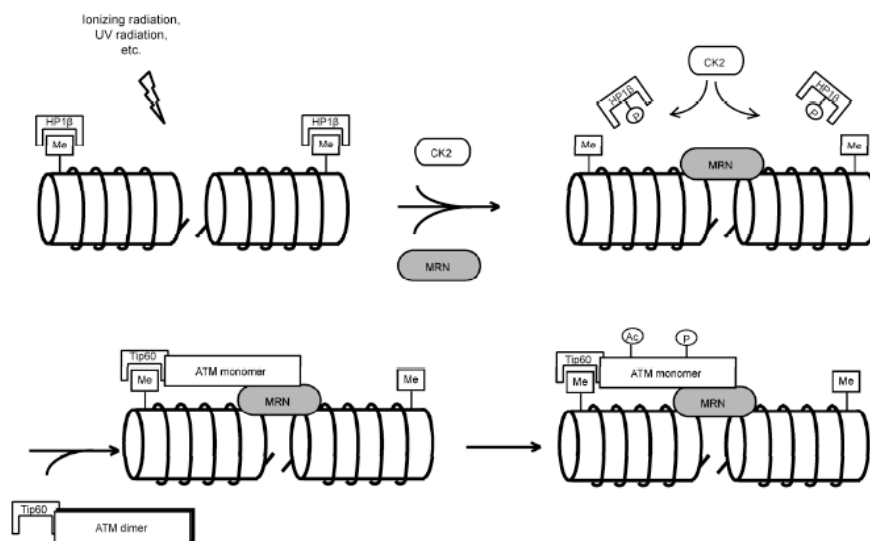 Ionizing radiation,
UV radiation,
etc.
HP1β
Me
HP1β
Me
CK2
MRN
CK2
HP1β
P
HP1β
P
Me
MRN
Me
Tip60
ATM monomer
Me
MRN
Me
Tip60
ATM dimer
Ac
P
Tip60
ATM monomer
Me
MRN
Me